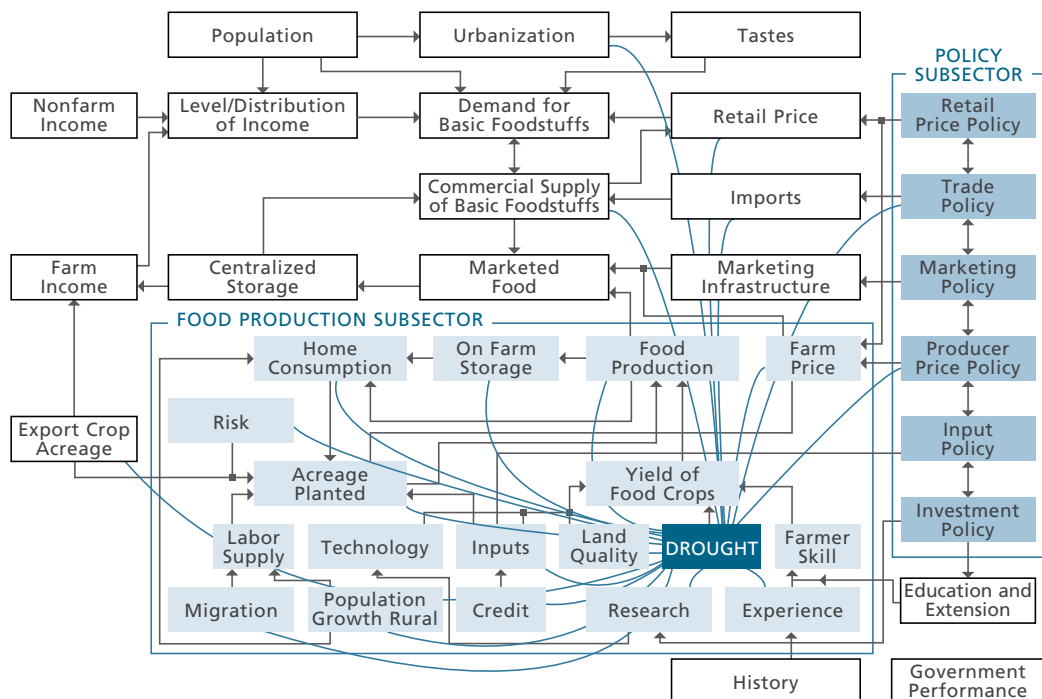 Population
Urbanization
Tastes
POLICY
SUBSECTOR
Nonfarm
Income
Level/Distribution
of Income
Demand for
Basic Foodstuffs
Retail Price
Retail
Price Policy
Commercial Supply
of Basic Foodstuffs
Imports
Trade
Policy
Farm
Income
Centralized
Storage
Marketed
Food
Marketing
Infrastructure
Marketing
Policy
FOOD PRODUCTION SUBSECTOR
Home
Consumption
On Farm
Storage
Food
Production
Farm
Price
Producer
Price Policy
Export Crop
Acreage
Risk
Input
Policy
Acreage
Planted
Yield of
Food Crops
Investment
Policy
Labor
Supply
Technology
Inputs
Land
Quality
DROUGHT
Farmer
Skill
Migration
Population
Growth Rural
Credit
Research
Experience
Education and
Extension
History
Government
Performance